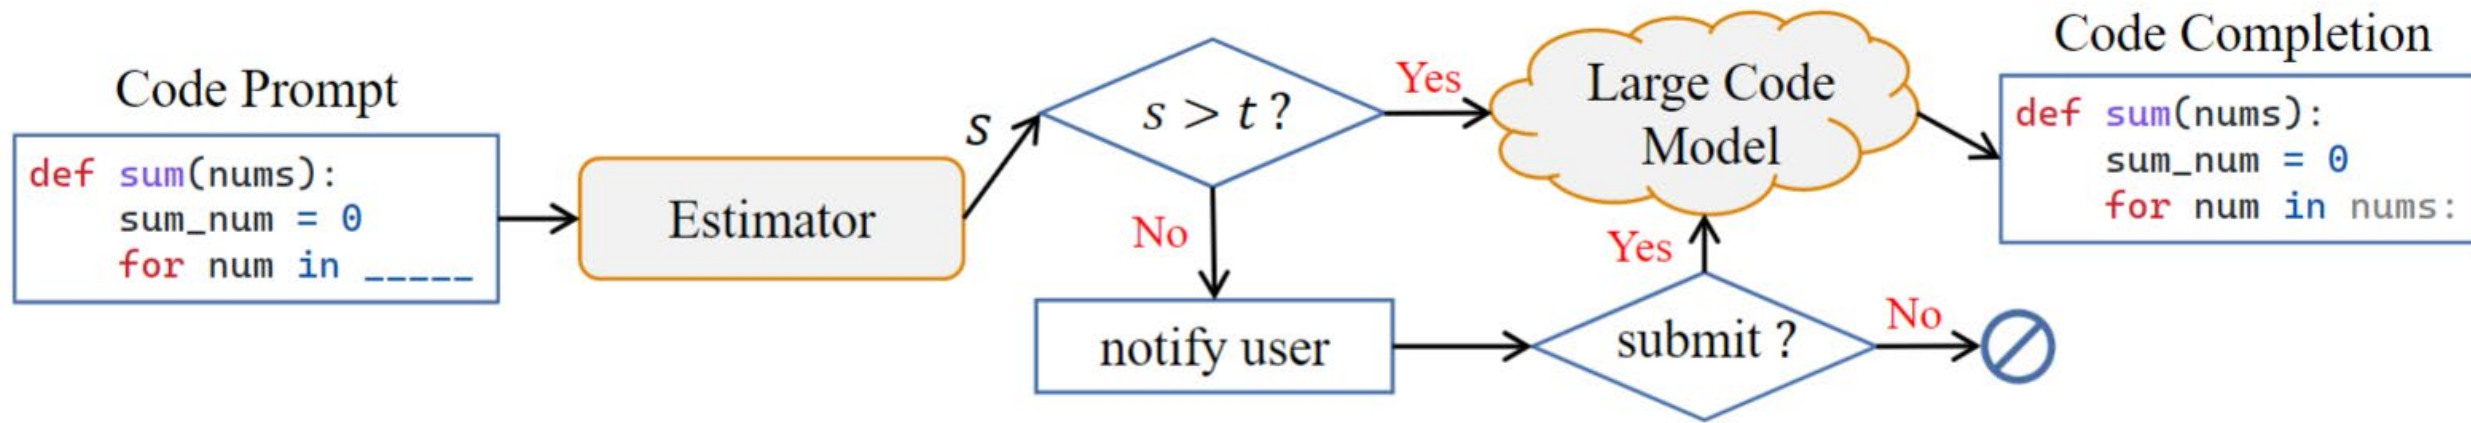 Code Prompt
def sum(nums):
    sum_num = 0
    for num in _____
Estimator
s
s > t ?
Yes
No
notify user
Large Code
Model
Yes
submit ?
No
Code Completion
def sum(nums):
    sum_num = 0
    for num in nums: